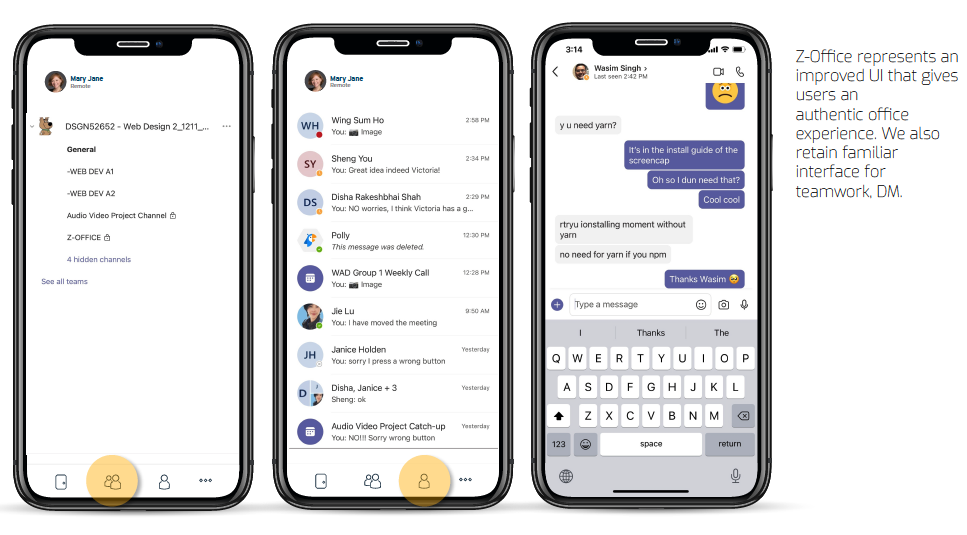 Mary Jane
Remote
DSGN52652 - Web Design 2_1211_...
General
-WEB DEV A1
-WEB DEV A2
Audio Video Project Channel
Z-OFFICE
4 hidden channels
See all teams
Mary Jane
Remote
WH
Wing Sum Ho
2:58 PM
You: 📷 Image
SY
Sheng You
2:34 PM
You: Great idea indeed Victoria!
DS
Disha Rakeshbhai Shah
2:29 PM
You: NO worries, I think Victoria has a g...
Polly
12:30 PM
This message was deleted.
WAD Group 1 Weekly Call
12:28 PM
You: 📷 Image
Jie Lu
9:50 AM
You: I have moved the meeting
JH
Janice Holden
Yesterday
You: sorry I press a wrong button
D
Disha, Janice + 3
Yesterday
Sheng: ok
Audio Video Project Catch-up
Yesterday
You: NO!!! Sorry wrong button
3:14
Wasim Singh >
Last seen 2:42 PM
y u need yarn?
It's in the install guide of the
screencap
Oh so I dun need that?
Cool cool
rtryu ionstalling moment without
yarn
no need for yarn if you npm
Thanks Wasim 🥺
Type a message
I
Thanks
The
Q W E R T Y U I O P
A S D F G H J K L
Z X C V B N M
123
space
return
Z-Office represents an
improved UI that gives
users an
authentic office
experience. We also
retain familiar
interface for
teamwork, DM.